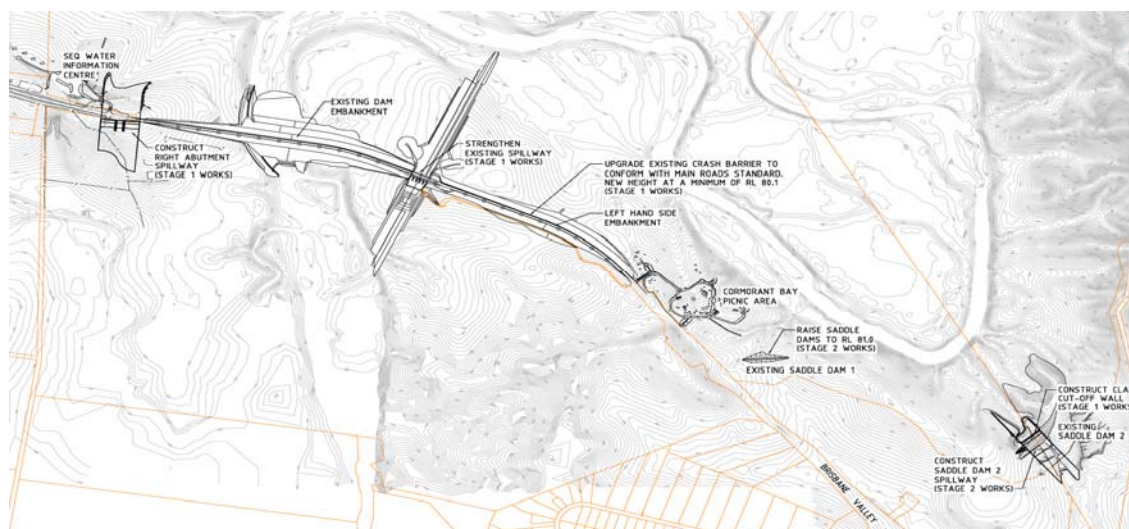 SEQ WATER
INFORMATION
CENTRE
EXISTING DAM
EMBANKMENT
CONSTRUCT
RIGHT ABUTMENT
SPILLWAY
(STAGE 1 WORKS)
STRENGTHEN
EXISTING SPILLWAY
(STAGE 1 WORKS)
UPGRADE EXISTING CRASH BARRIER TO
CONFORM WITH MAIN ROADS STANDARD.
NEW HEIGHT AT A MINIMUM OF RL 80.1
(STAGE 1 WORKS)
LEFT HAND SIDE
EMBANKMENT
CORMORANT BAY
PICNIC AREA
RAISE SADDLE
DAMS TO RL 81.0
(STAGE 2 WORKS)
EXISTING SADDLE DAM 1
CONSTRUCT CLA
CUT-OFF WALL
(STAGE 1 WORKS
EXISTING
SADDLE DAM 2
CONSTRUCT
SADDLE DAM 2
SPILLWAY
(STAGE 2 WORKS)
BRISBANE VALLEY